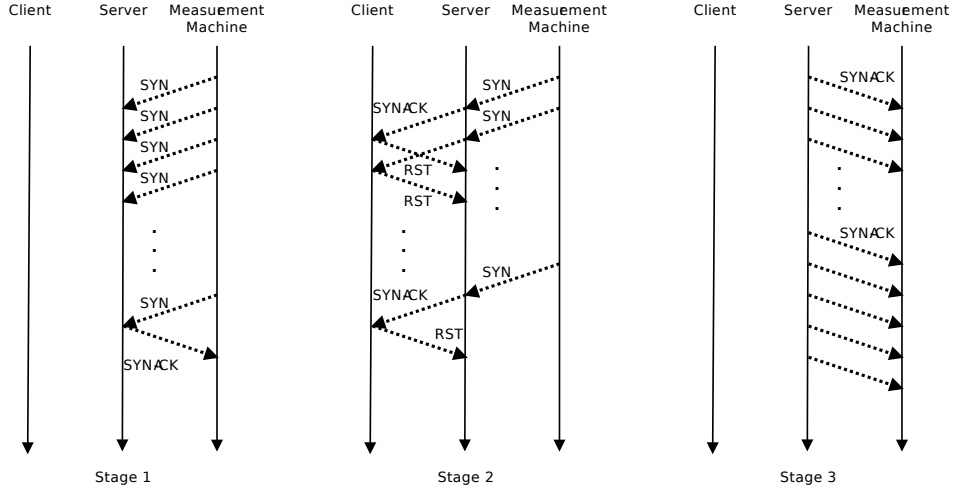 Client Server Measurement Machine
Client Server Measurement Machine
Client Server Measurement Machine
SYN
SYN
SYN
SYN
SYN
SYNACK
Stage 1
SYN
SYNACK
SYN
RST
RST
SYN
SYNACK
RST
Stage 2
SYNACK
SYNACK
Stage 3